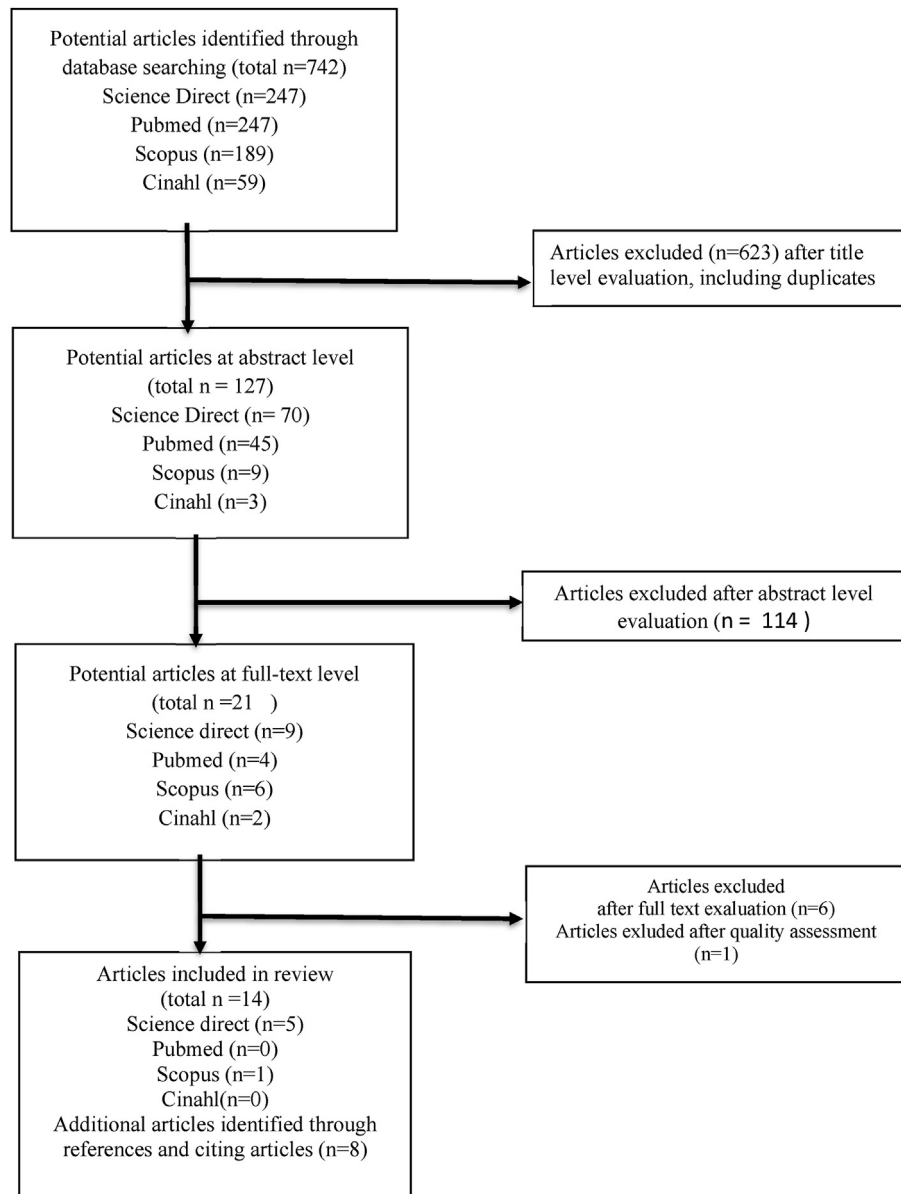 Potential articles identified through
database searching (total n=742)
Science Direct (n=247)
Pubmed (n=247)
Scopus (n=189)
Cinahl (n=59)
Articles excluded (n=623) after title
level evaluation, including duplicates
Potential articles at abstract level
(total n = 127)
Science Direct (n= 70)
Pubmed (n=45)
Scopus (n=9)
Cinahl (n=3)
Articles excluded after abstract level
evaluation (n = 114 )
Potential articles at full-text level
(total n =21 )
Science direct (n=9)
Pubmed (n=4)
Scopus (n=6)
Cinahl (n=2)
Articles excluded
after full text evaluation (n=6)
Articles exluded after quality assessment
(n=1)
Articles included in review
(total n =14)
Science direct (n=5)
Pubmed (n=0)
Scopus (n=1)
Cinahl(n=0)
Additional articles identified through
references and citing articles (n=8)